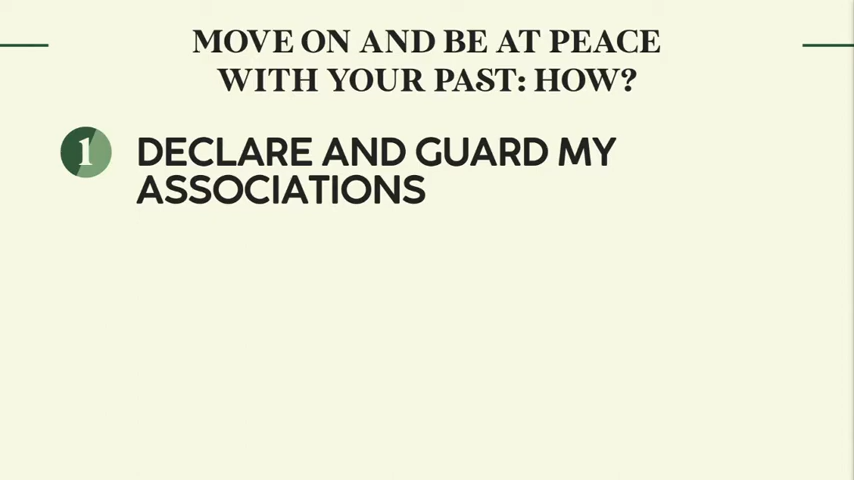 MOVE ON AND BE AT PEACE
WITH YOUR PAST: HOW?
1 DECLARE AND GUARD MY
ASSOCIATIONS